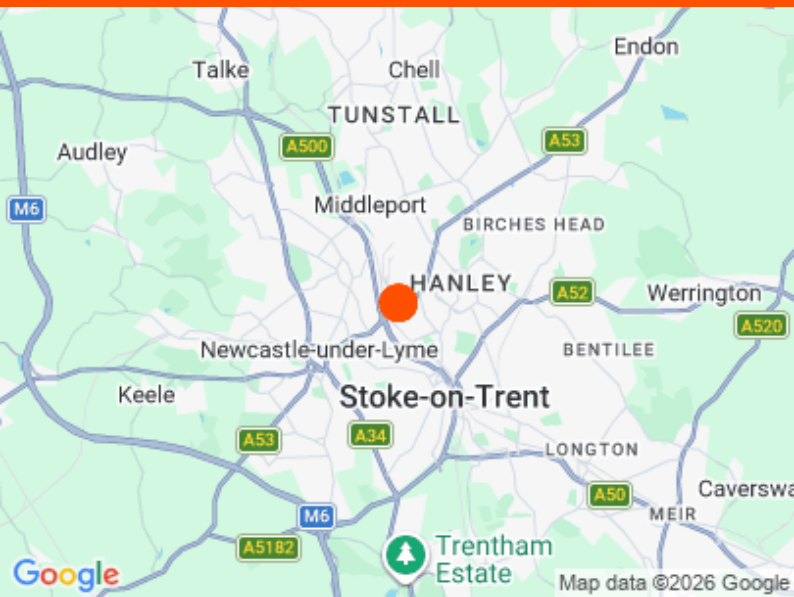 Endon
Talke
Chell
TUNSTALL
A53
A500
Audley
Middleport
M6
BIRCHES HEAD
HANLEY
A52
Werrington
A520
Newcastle-under-Lyme
BENTILEE
Keele
Stoke-on-Trent
A53
A34
LONGTON
Caverswa
A50
M6
MEIR
A5182
Trentham
Estate
Google
Map data ©2026 Google